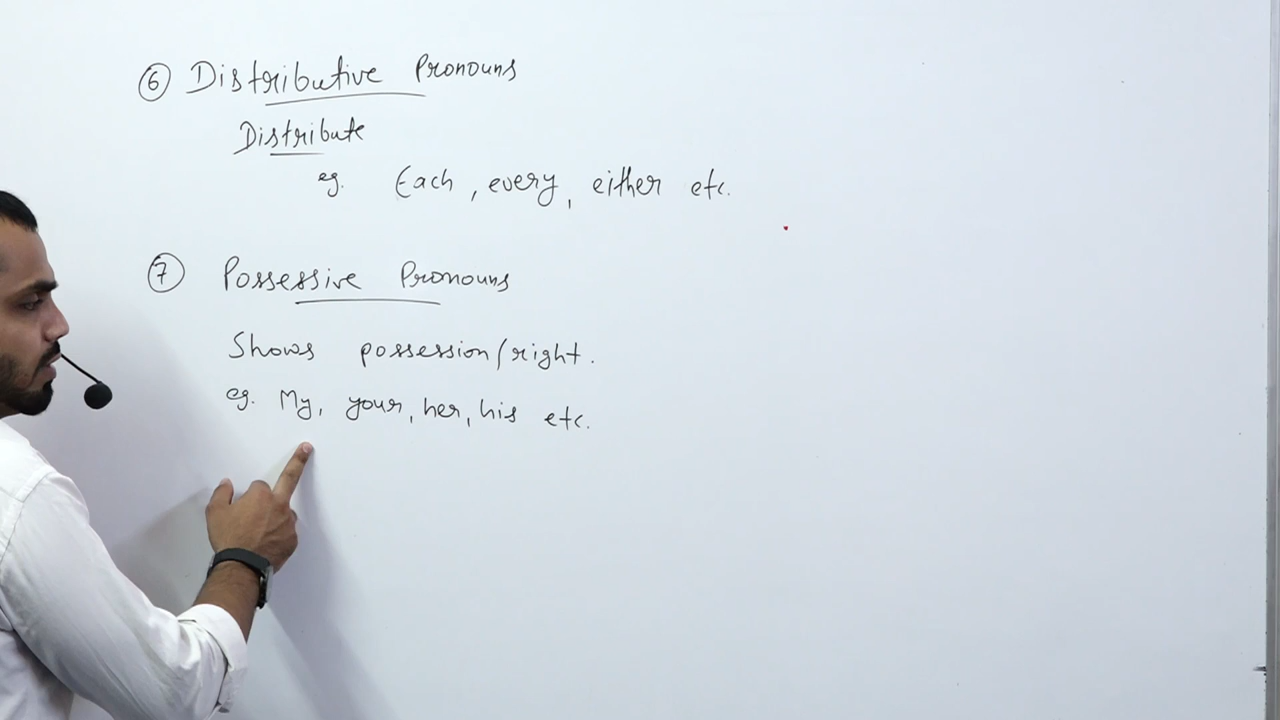 ⑥ Distributive Pronouns
Distribute
eg. Each, every, either etc.
⑦ Possessive Pronouns
Shows possession/right.
eg. My, your, her, his etc.